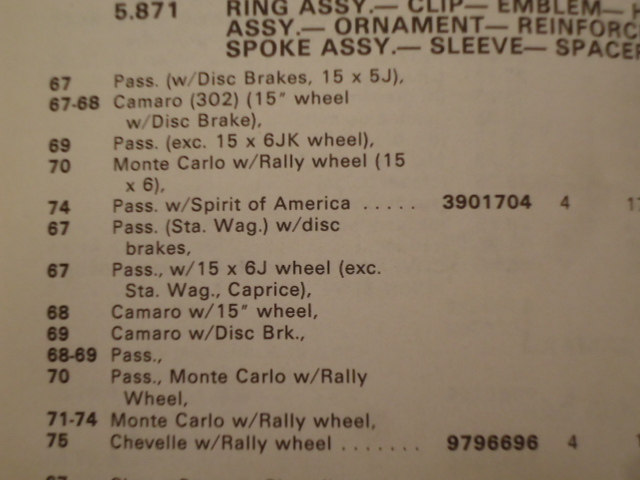 5.871 RING ASSY.— CLIP— EMBLEM—
ASSY.— ORNAMENT— REINFORC
SPOKE ASSY.— SLEEVE— SPACER
67 Pass. (w/Disc Brakes, 15 x 5J),
67-68 Camaro (302) (15" wheel
w/Disc Brake),
69 Pass. (exc. 15 x 6JK wheel),
70 Monte Carlo w/Rally wheel (15
x 6),
74 Pass. w/Spirit of America ..... 3901704 4
67 Pass. (Sta. Wag.) w/disc
brakes,
67 Pass., w/15 x 6J wheel (exc.
Sta. Wag., Caprice),
68 Camaro w/15" wheel,
69 Camaro w/Disc Brk.,
68-69 Pass.,
70 Pass., Monte Carlo w/Rally
Wheel,
71-74 Monte Carlo w/Rally wheel,
75 Chevelle w/Rally wheel ....... 9796696 4